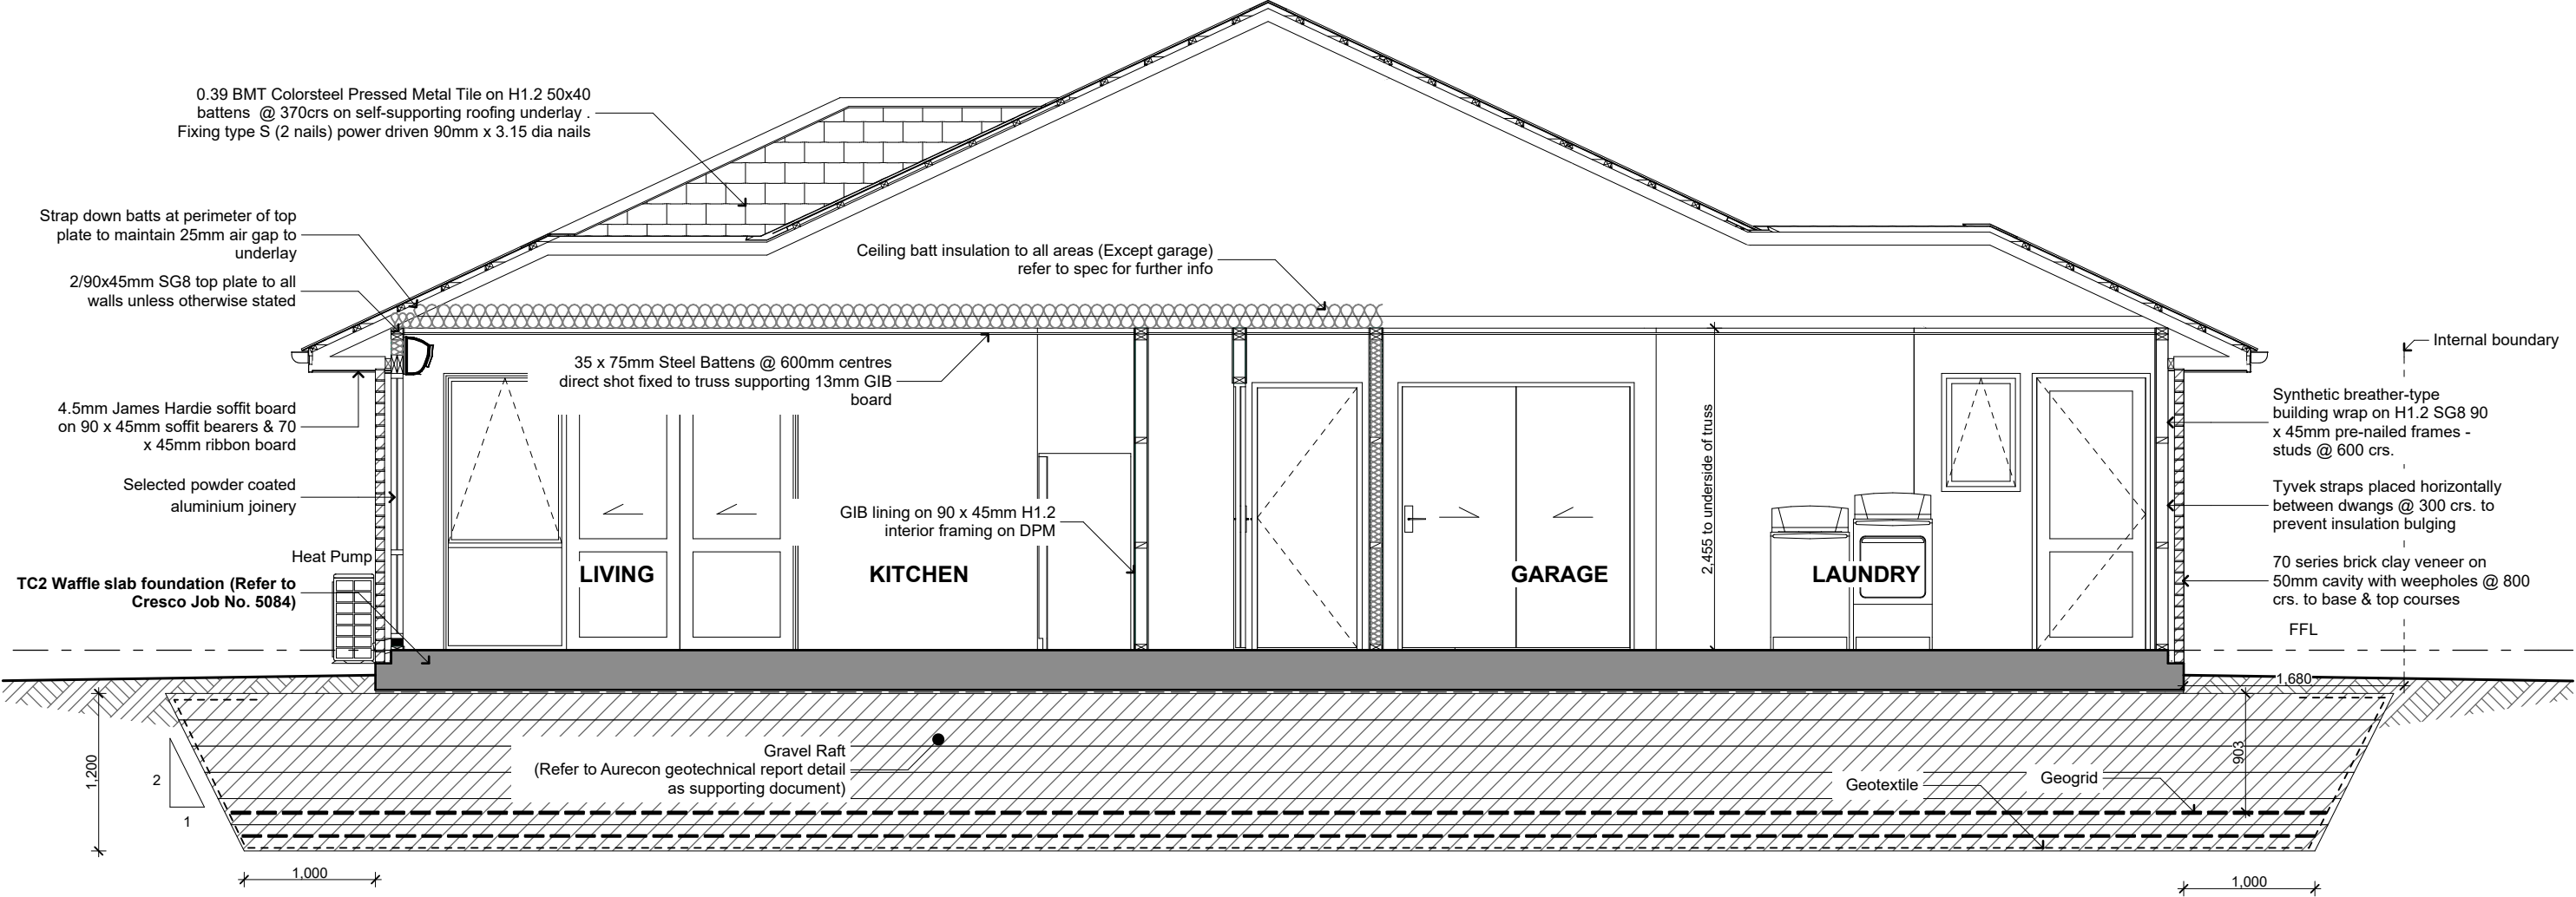 0.39 BMT Colorsteel Pressed Metal Tile on H1.2 50x40
battens @ 370crs on self-supporting roofing underlay .
Fixing type S (2 nails) power driven 90mm x 3.15 dia nails
Strap down batts at perimeter of top
plate to maintain 25mm air gap to
underlay
2/90x45mm SG8 top plate to all
walls unless otherwise stated
Ceiling batt insulation to all areas (Except garage)
refer to spec for further info
35 x 75mm Steel Battens @ 600mm centres
direct shot fixed to truss supporting 13mm GIB
board
Internal boundary
4.5mm James Hardie soffit board
on 90 x 45mm soffit bearers & 70
x 45mm ribbon board
Selected powder coated
aluminium joinery
Heat Pump
TC2 Waffle slab foundation (Refer to
Cresco Job No. 5084)
GIB lining on 90 x 45mm H1.2
interior framing on DPM
2,455 to underside of truss
Synthetic breather-type
building wrap on H1.2 SG8 90
x 45mm pre-nailed frames -
studs @ 600 crs.
Tyvek straps placed horizontally
between dwangs @ 300 crs. to
prevent insulation bulging
70 series brick clay veneer on
50mm cavity with weepholes @ 800
crs. to base & top courses
LIVING
KITCHEN
GARAGE
LAUNDRY
FFL
1,680
1,200
2
1
Gravel Raft
(Refer to Aurecon geotechnical report detail
as supporting document)
Geotextile
Geogrid
903
1,000
1,000